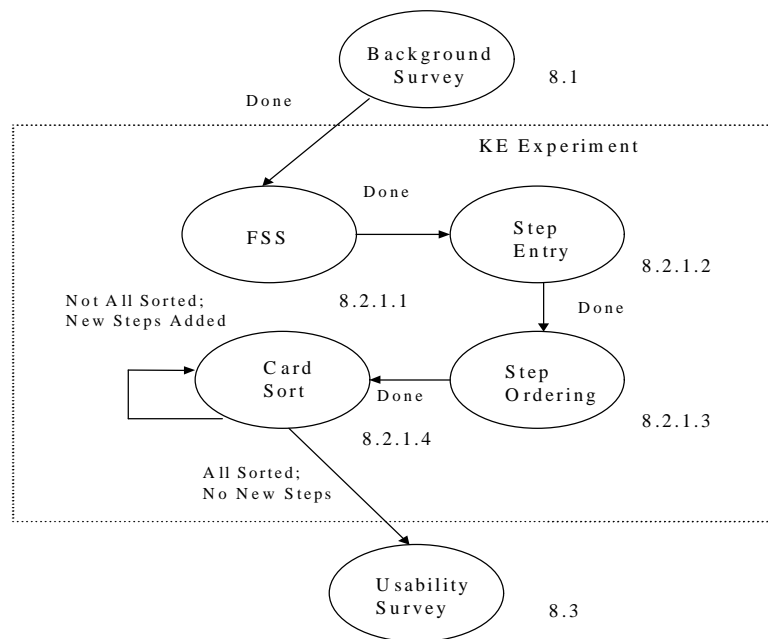 Background
Survey
8.1
Done
KE Experiment
Done
FSS
Step
Entry
8.2.1.2
8.2.1.1
Not All Sorted;
New Steps Added
Done
Card
Sort
Done
Step
Ordering
8.2.1.3
8.2.1.4
All Sorted;
No New Steps
Usability
Survey
8.3